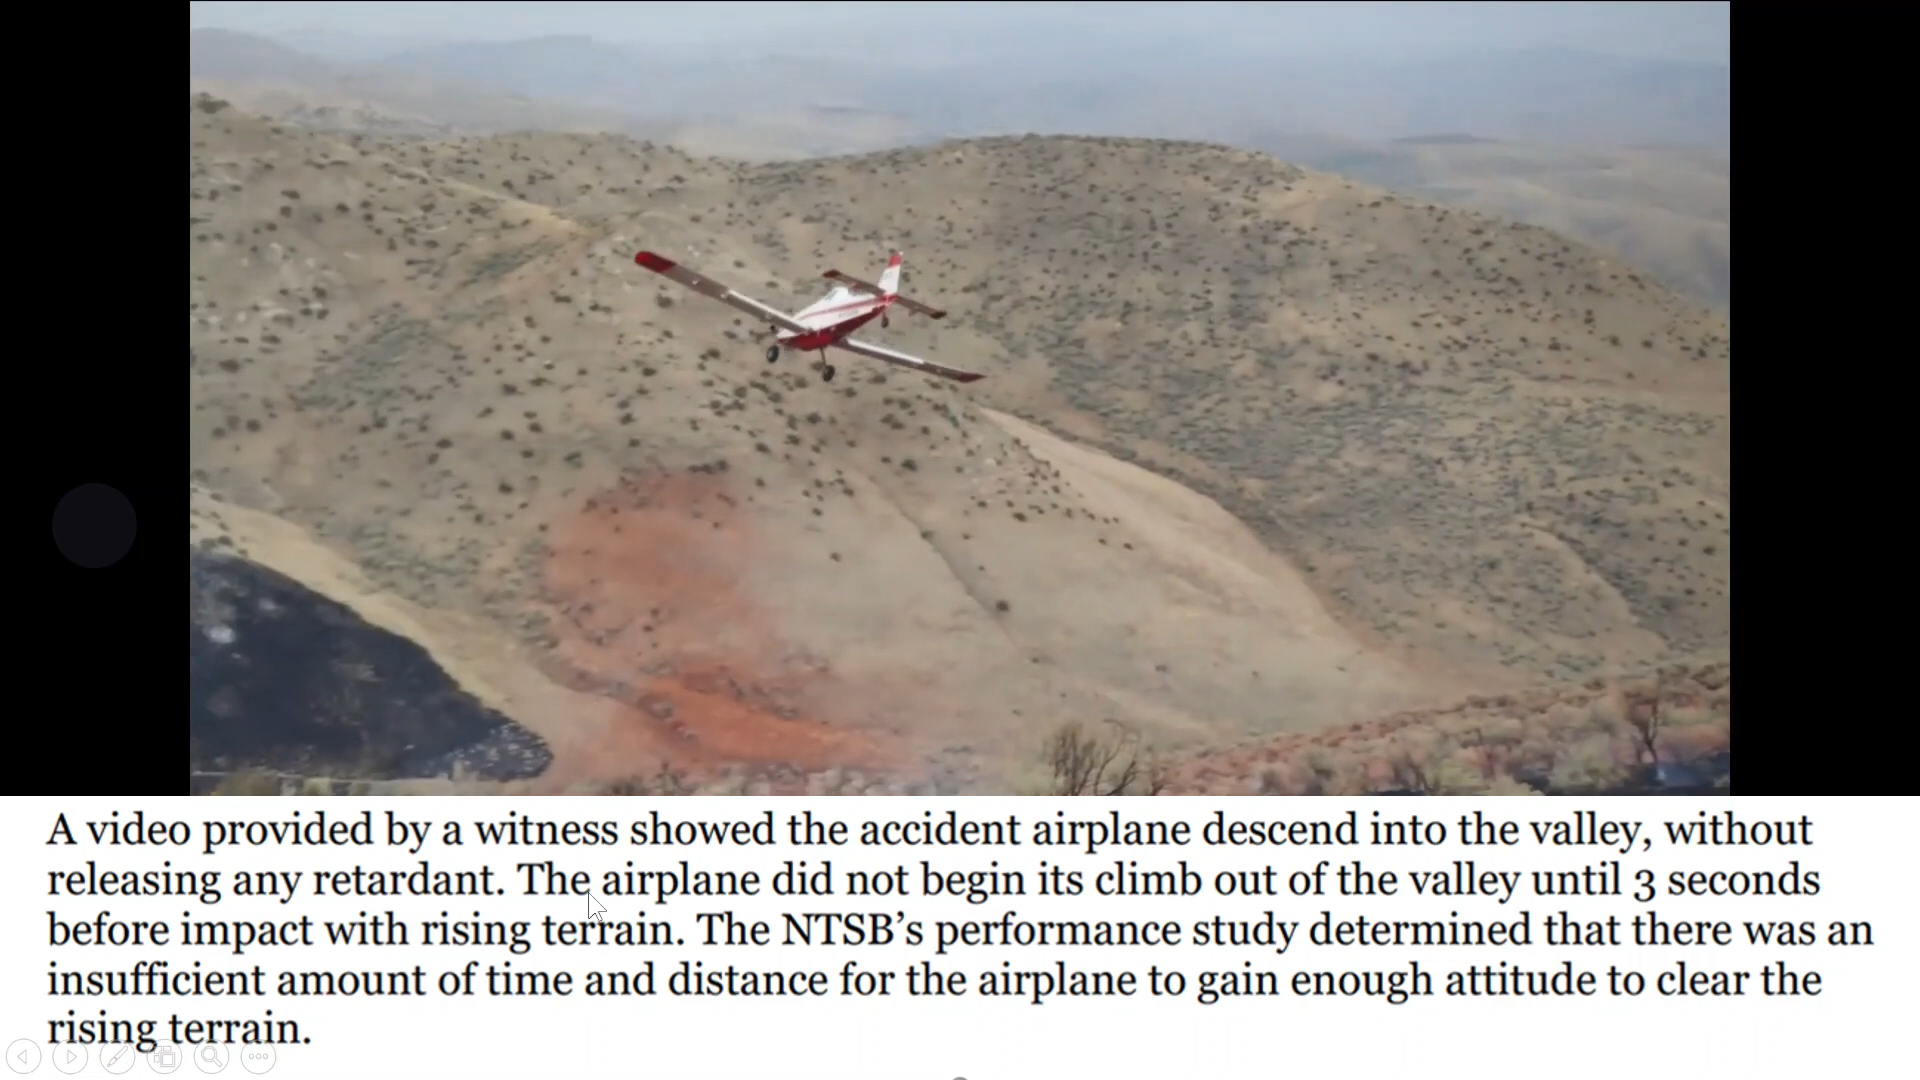 A video provided by a witness showed the accident airplane descend into the valley, without
releasing any retardant. The airplane did not begin its climb out of the valley until 3 seconds
before impact with rising terrain. The NTSB’s performance study determined that there was an
insufficient amount of time and distance for the airplane to gain enough attitude to clear the
rising terrain.